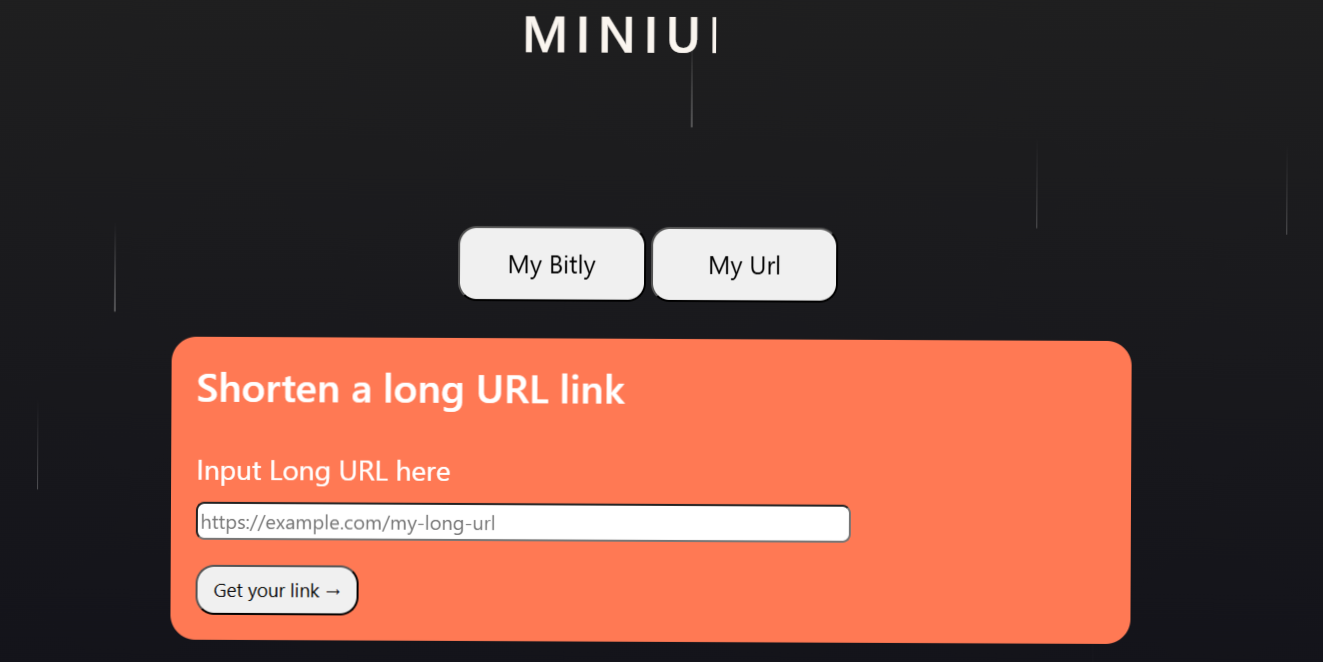 MINIU
My Bitly My Url
Shorten a long URL link
Input Long URL here
https://example.com/my-long-url
Get your link →